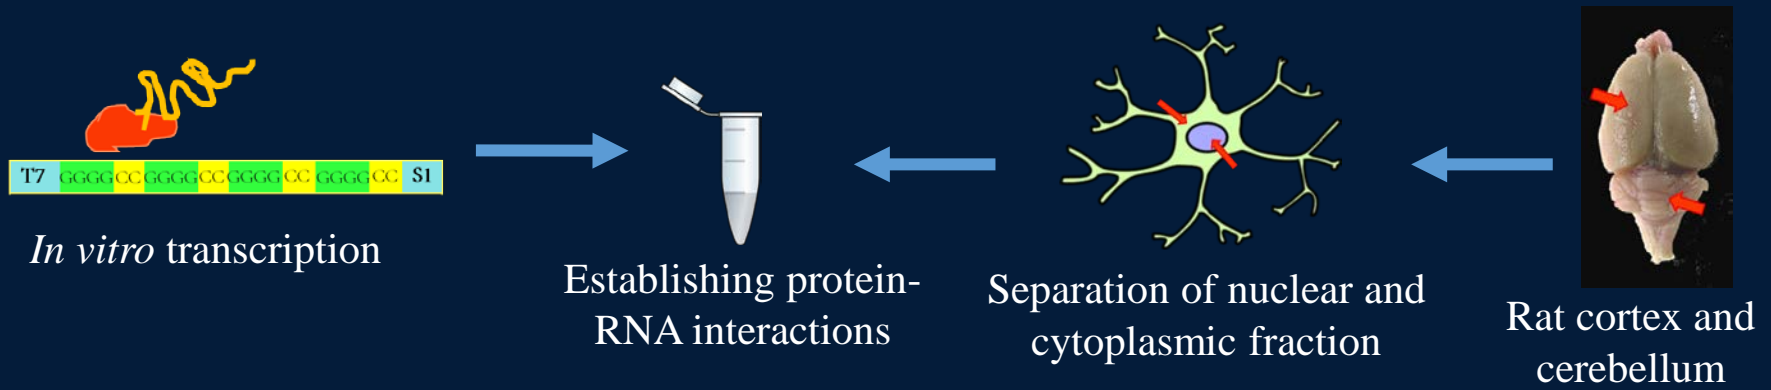 T7 GGGG CC GGGG CC GGGG CC GGGG CC S1
In vitro transcription
Establishing protein-
RNA interactions
Separation of nuclear and
cytoplasmic fraction
Rat cortex and
cerebellum